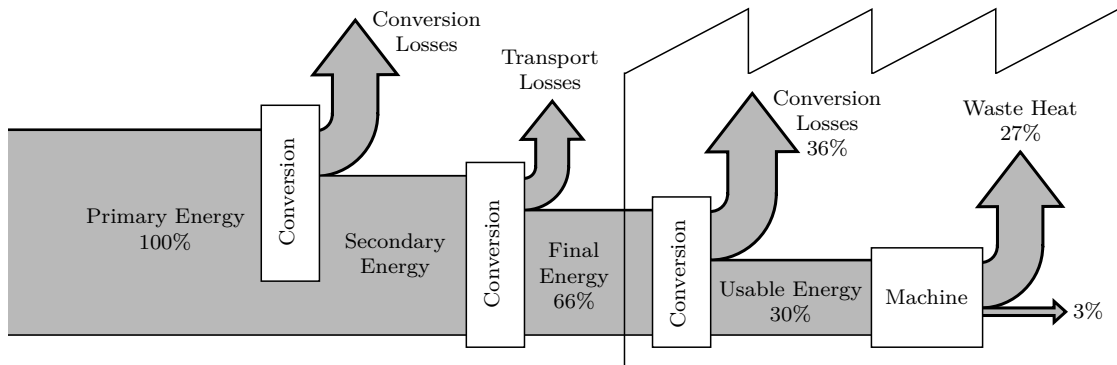 Primary Energy
100%
Conversion
Conversion
Losses
Secondary
Energy
Conversion
Transport
Losses
Final
Energy
66%
Conversion
Conversion
Losses
36%
Usable Energy
30%
Machine
Waste Heat
27%
3%